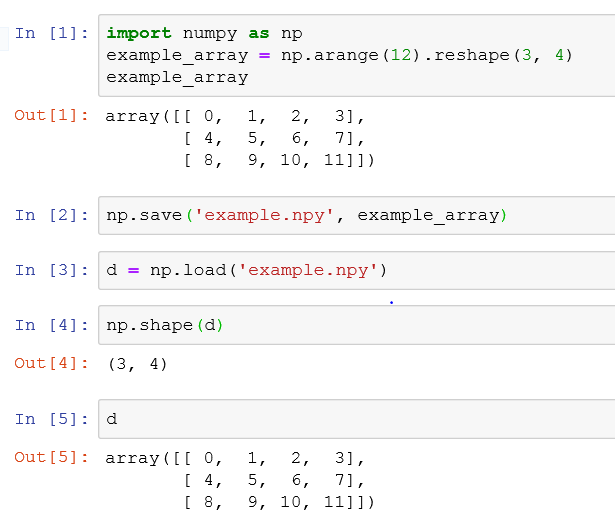 In [1]: import numpy as np
example_array = np.arange(12).reshape(3, 4)
example_array
Out[1]: array([[ 0,  1,  2,  3],
       [ 4,  5,  6,  7],
       [ 8,  9, 10, 11]])
In [2]: np.save('example.npy', example_array)
In [3]: d = np.load('example.npy')
In [4]: np.shape(d)
Out[4]: (3, 4)
In [5]: d
Out[5]: array([[ 0,  1,  2,  3],
       [ 4,  5,  6,  7],
       [ 8,  9, 10, 11]])